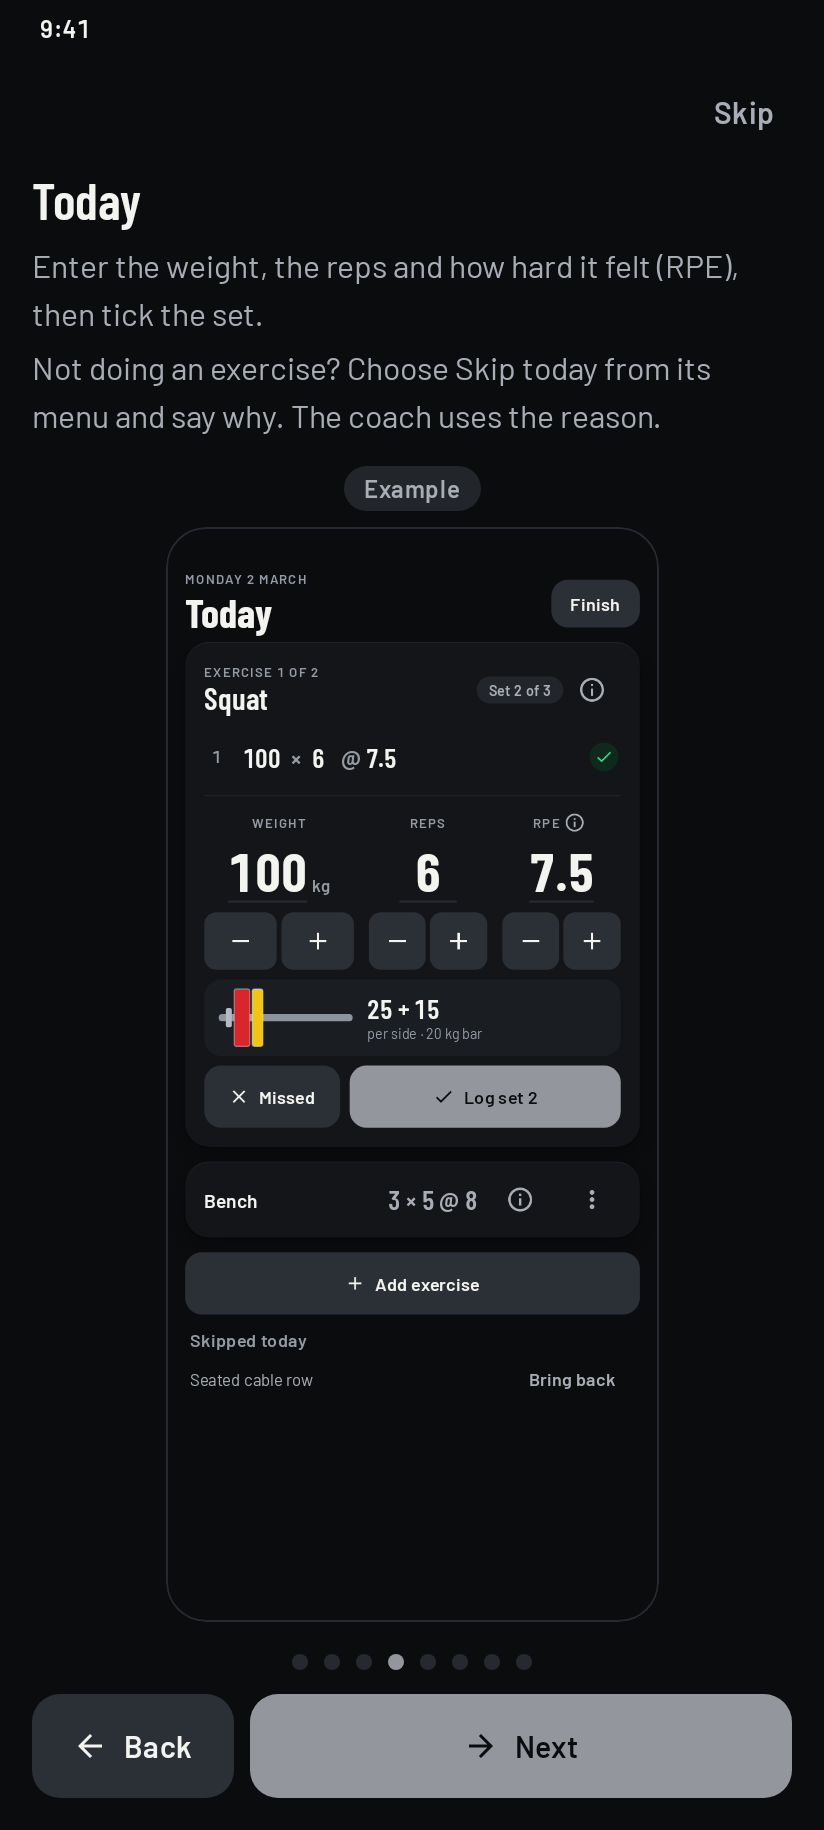 9:41
Skip
Today
Enter the weight, the reps and how hard it felt (RPE),
then tick the set.
Not doing an exercise? Choose Skip today from its
menu and say why. The coach uses the reason.
Example
MONDAY 2 MARCH
Today
Finish
EXERCISE 1 OF 2
Squat
Set 2 of 3
1 100 × 6 @ 7.5
WEIGHT REPS RPE
100 kg 6 7.5
25 + 15
per side · 20 kg bar
Missed
Log set 2
Bench 3 × 5 @ 8
Add exercise
Skipped today
Seated cable row Bring back
Back
Next